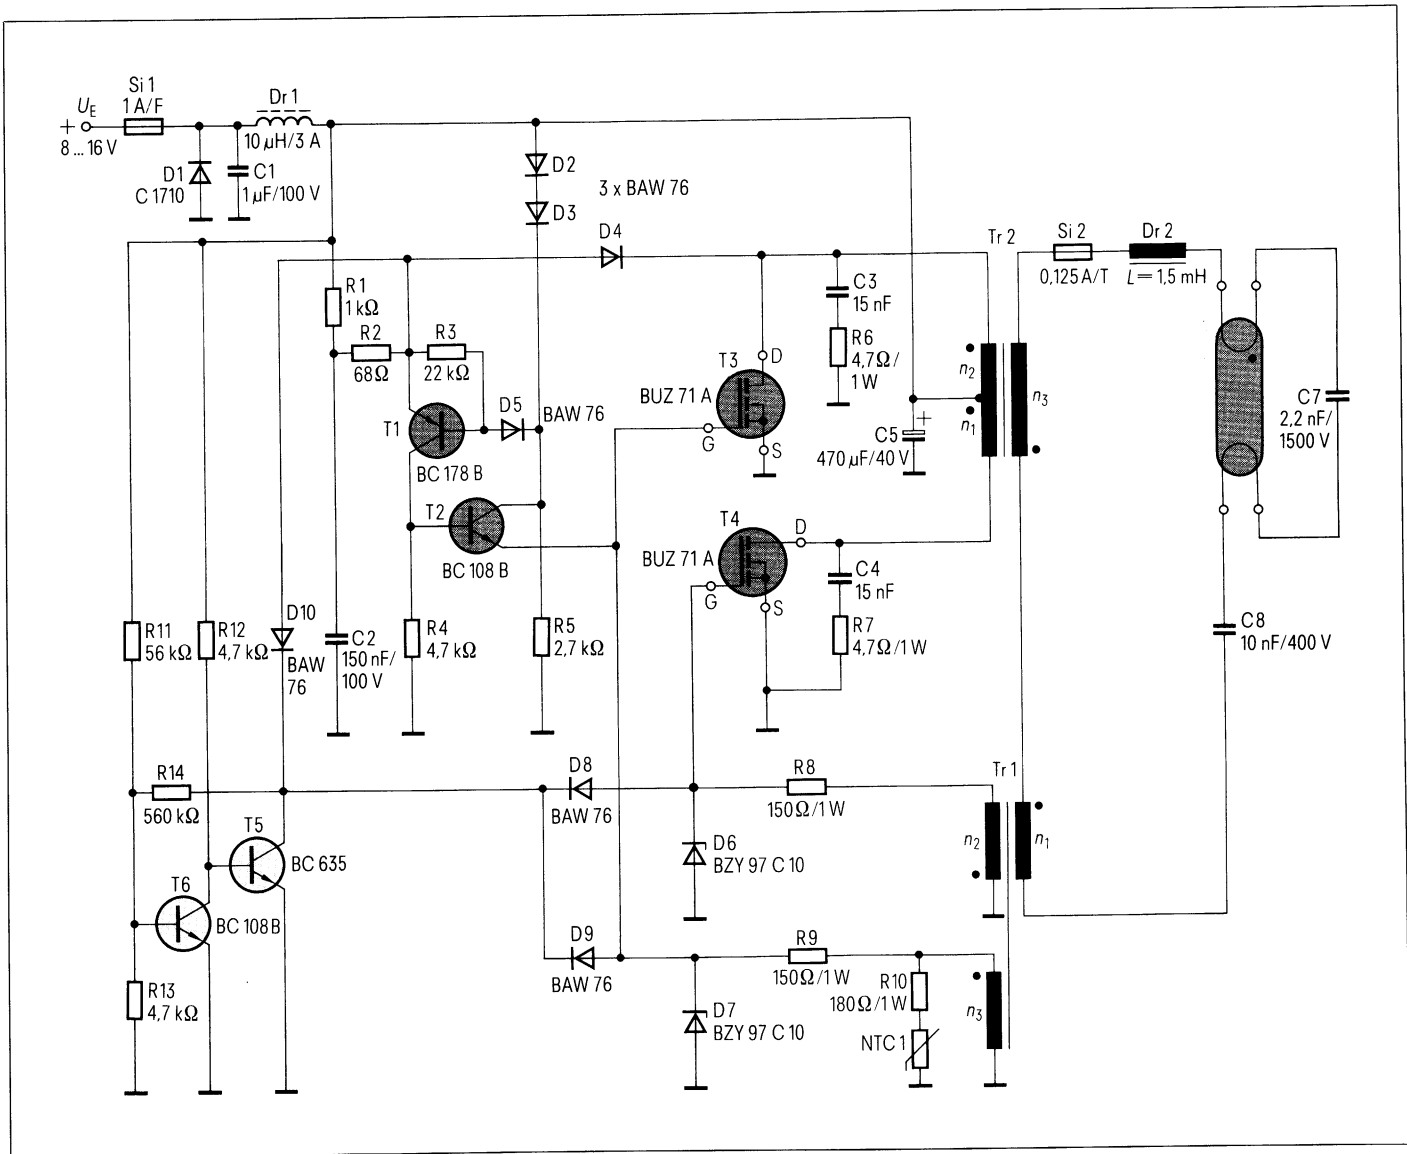 Si 1
1 A/F
U_E
+
8 ... 16 V
Dr 1
10 µH/3 A
D1
C 1710
C1
1 µF/100 V
D2
3 x BAW 76
D3
D4
Tr 2
Si 2
0,125 A/T
Dr 2
L = 1,5 mH
R1
1 kΩ
R2
68 Ω
R3
22 kΩ
C3
15 nF
R6
4,7 Ω/
1 W
T3
D
BUZ 71 A
G
S
n2
n1
n3
C7
2,2 nF/
1500 V
T1
D5
BAW 76
BC 178 B
+
C5
470 µF/40 V
T2
BC 108 B
T4
D
BUZ 71 A
G
S
C4
15 nF
R7
4,7 Ω/1 W
R11
56 kΩ
R12
4,7 kΩ
D10
BAW
76
C2
150 nF/
100 V
R4
4,7 kΩ
R5
2,7 kΩ
C8
10 nF/400 V
R14
560 kΩ
D8
BAW 76
R8
150 Ω/1 W
Tr 1
T5
BC 635
D6
BZY 97 C 10
n2
n1
T6
BC 108 B
D9
BAW 76
R9
150 Ω/1 W
R10
180 Ω/1 W
R13
4,7 kΩ
D7
BZY 97 C 10
NTC 1
n3